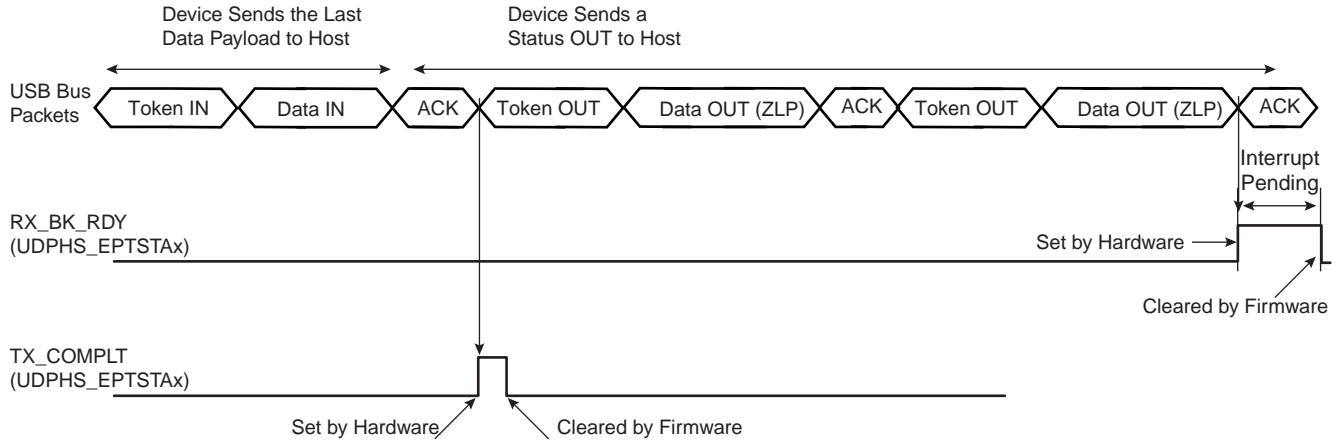 Device Sends the Last
Data Payload to Host
Device Sends a
Status OUT to Host
USB Bus
Packets
Token IN
Data IN
ACK
Token OUT
Data OUT (ZLP)
ACK
Token OUT
Data OUT (ZLP)
ACK
Interrupt
Pending
RX_BK_RDY
(UDPHS_EPTSTAx)
Set by Hardware
Cleared by Firmware
TX_COMPLT
(UDPHS_EPTSTAx)
Set by Hardware
Cleared by Firmware